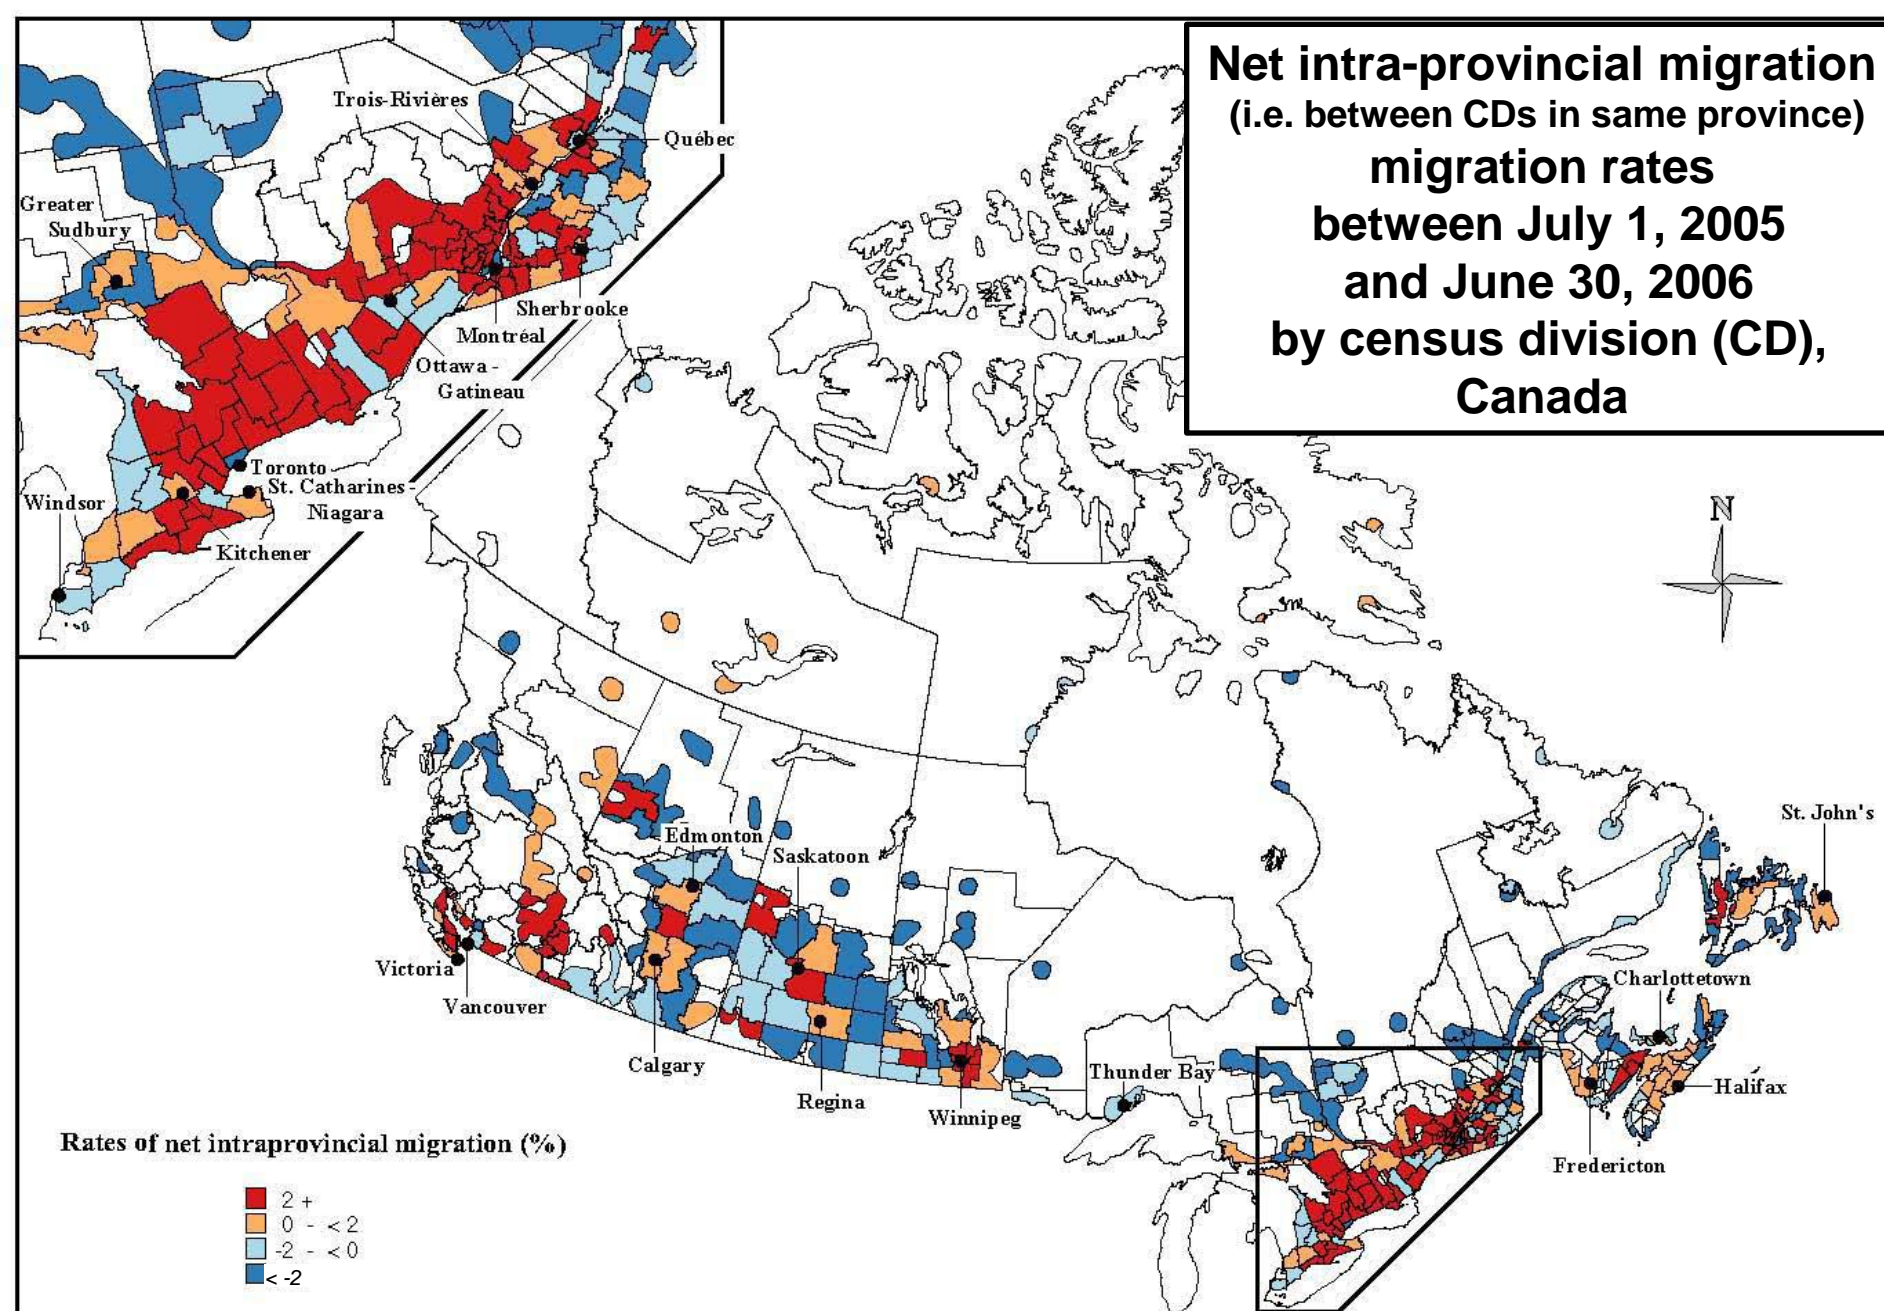 Net intra-provincial migration
(i.e. between CDs in same province)
migration rates
between July 1, 2005
and June 30, 2006
by census division (CD),
Canada
Trois-Rivières
Québec
Greater
Sudbury
Sherbrooke
Montréal
Ottawa -
Gatineau
Toronto
St. Catharines -
Niagara
Windsor
Kitchener
N
Edmonton
Saskatoon
St. John's
Victoria
Vancouver
Charlottetown
Calgary
Thunder Bay
Halifax
Regina
Winnipeg
Fredericton
Rates of net intraprovincial migration (%)
2 +
0 - < 2
-2 - < 0
< -2